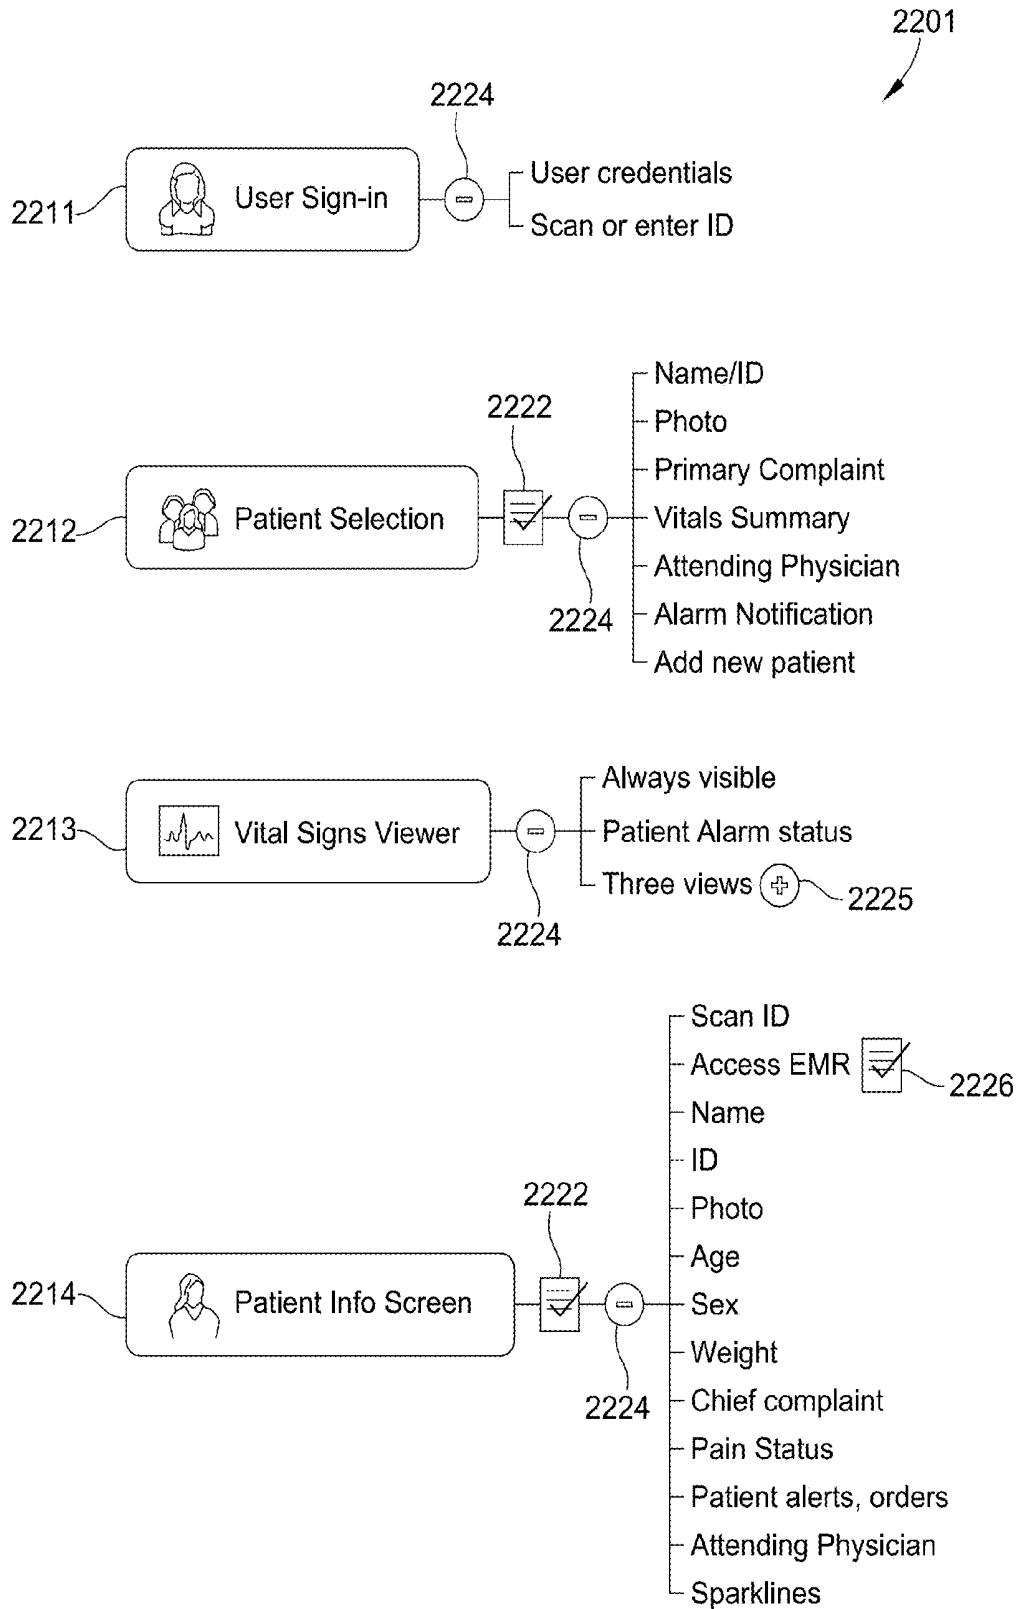 2201
2224
2211
User Sign-in
User credentials
Scan or enter ID
2222
2212
Patient Selection
2224
Name/ID
Photo
Primary Complaint
Vitals Summary
Attending Physician
Alarm Notification
Add new patient
2213
Vital Signs Viewer
2224
Always visible
Patient Alarm status
Three views
2225
2222
2214
Patient Info Screen
2224
Scan ID
Access EMR
2226
Name
ID
Photo
Age
Sex
Weight
Chief complaint
Pain Status
Patient alerts, orders
Attending Physician
Sparklines